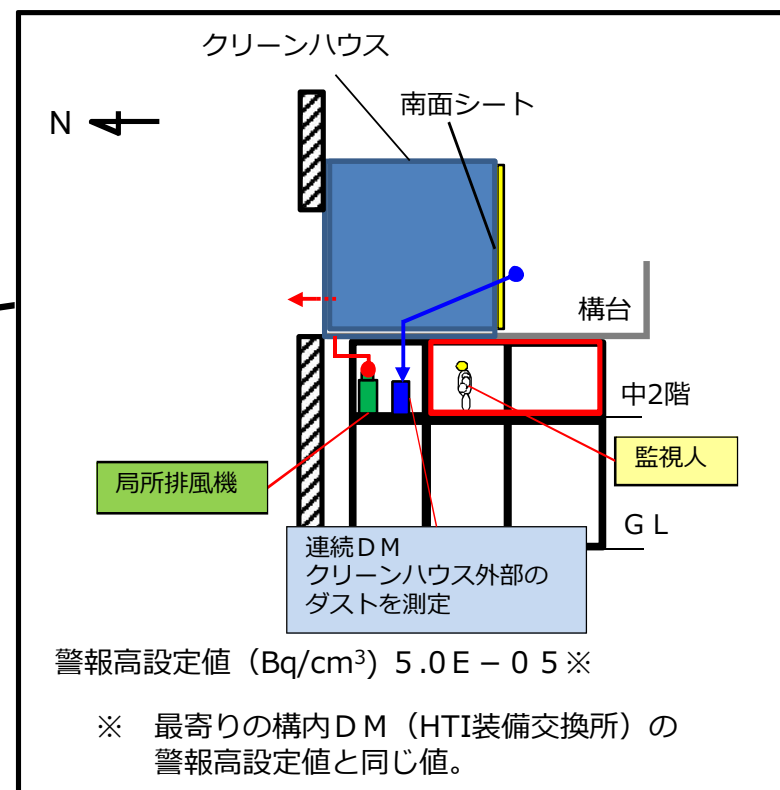 クリーンハウス
南面シート
N
構台
中2階
監視人
局所排風機
GL
連続DM
クリーンハウス外部の
ダストを測定
警報高設定値（Bq/cm³) 5.0E－05※
※　最寄りの構内DM（HTI装備交換所）の
警報高設定値と同じ値。